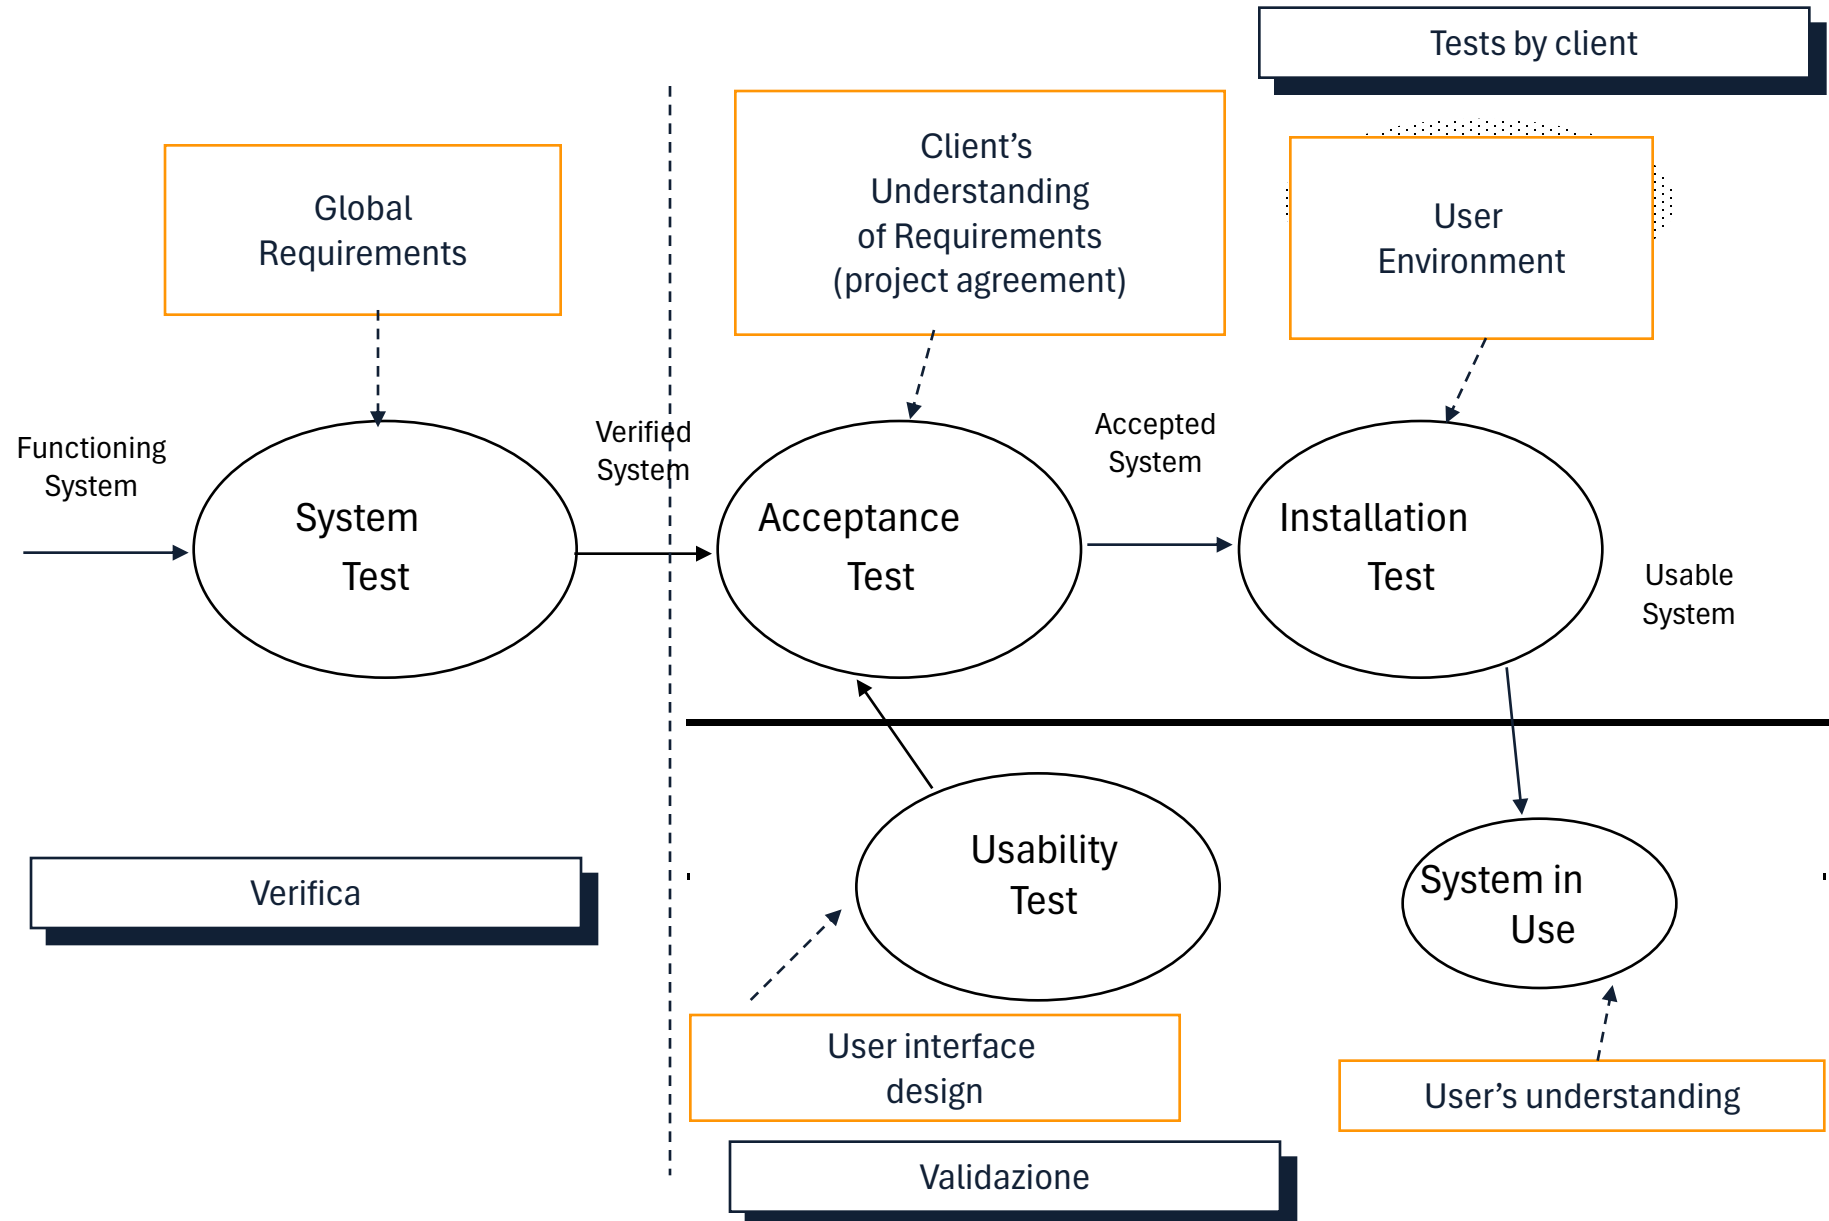 Tests by client
Client’s
Understanding
of Requirements
(project agreement)
Global
Requirements
User
Environment
Functioning
System
Verified
System
Accepted
System
System
Test
Acceptance
Test
Installation
Test
Usable
System
Usability
Test
System in
Use
Verifica
User interface
design
User’s understanding
Validazione